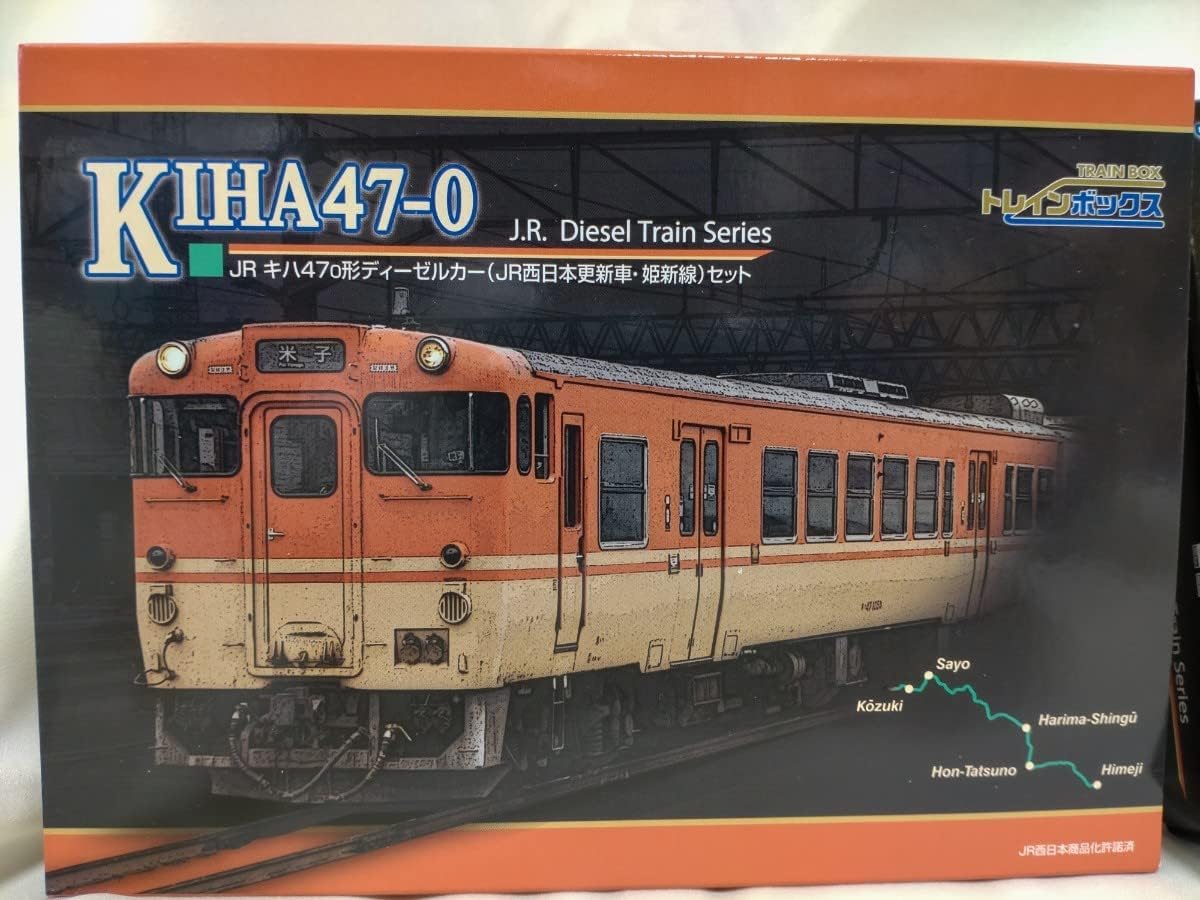 KIHA47-0
J.R. Diesel Train Series
TRAIN BOX
トレインボックス
JR キハ470形ディーゼルカー(JR西日本更新車・姫新線)セット
米子
Sayo
Kōzuki
Harima-Shingū
Hon-Tatsuno
Himeji
JR西日本商品化許諾済
Series